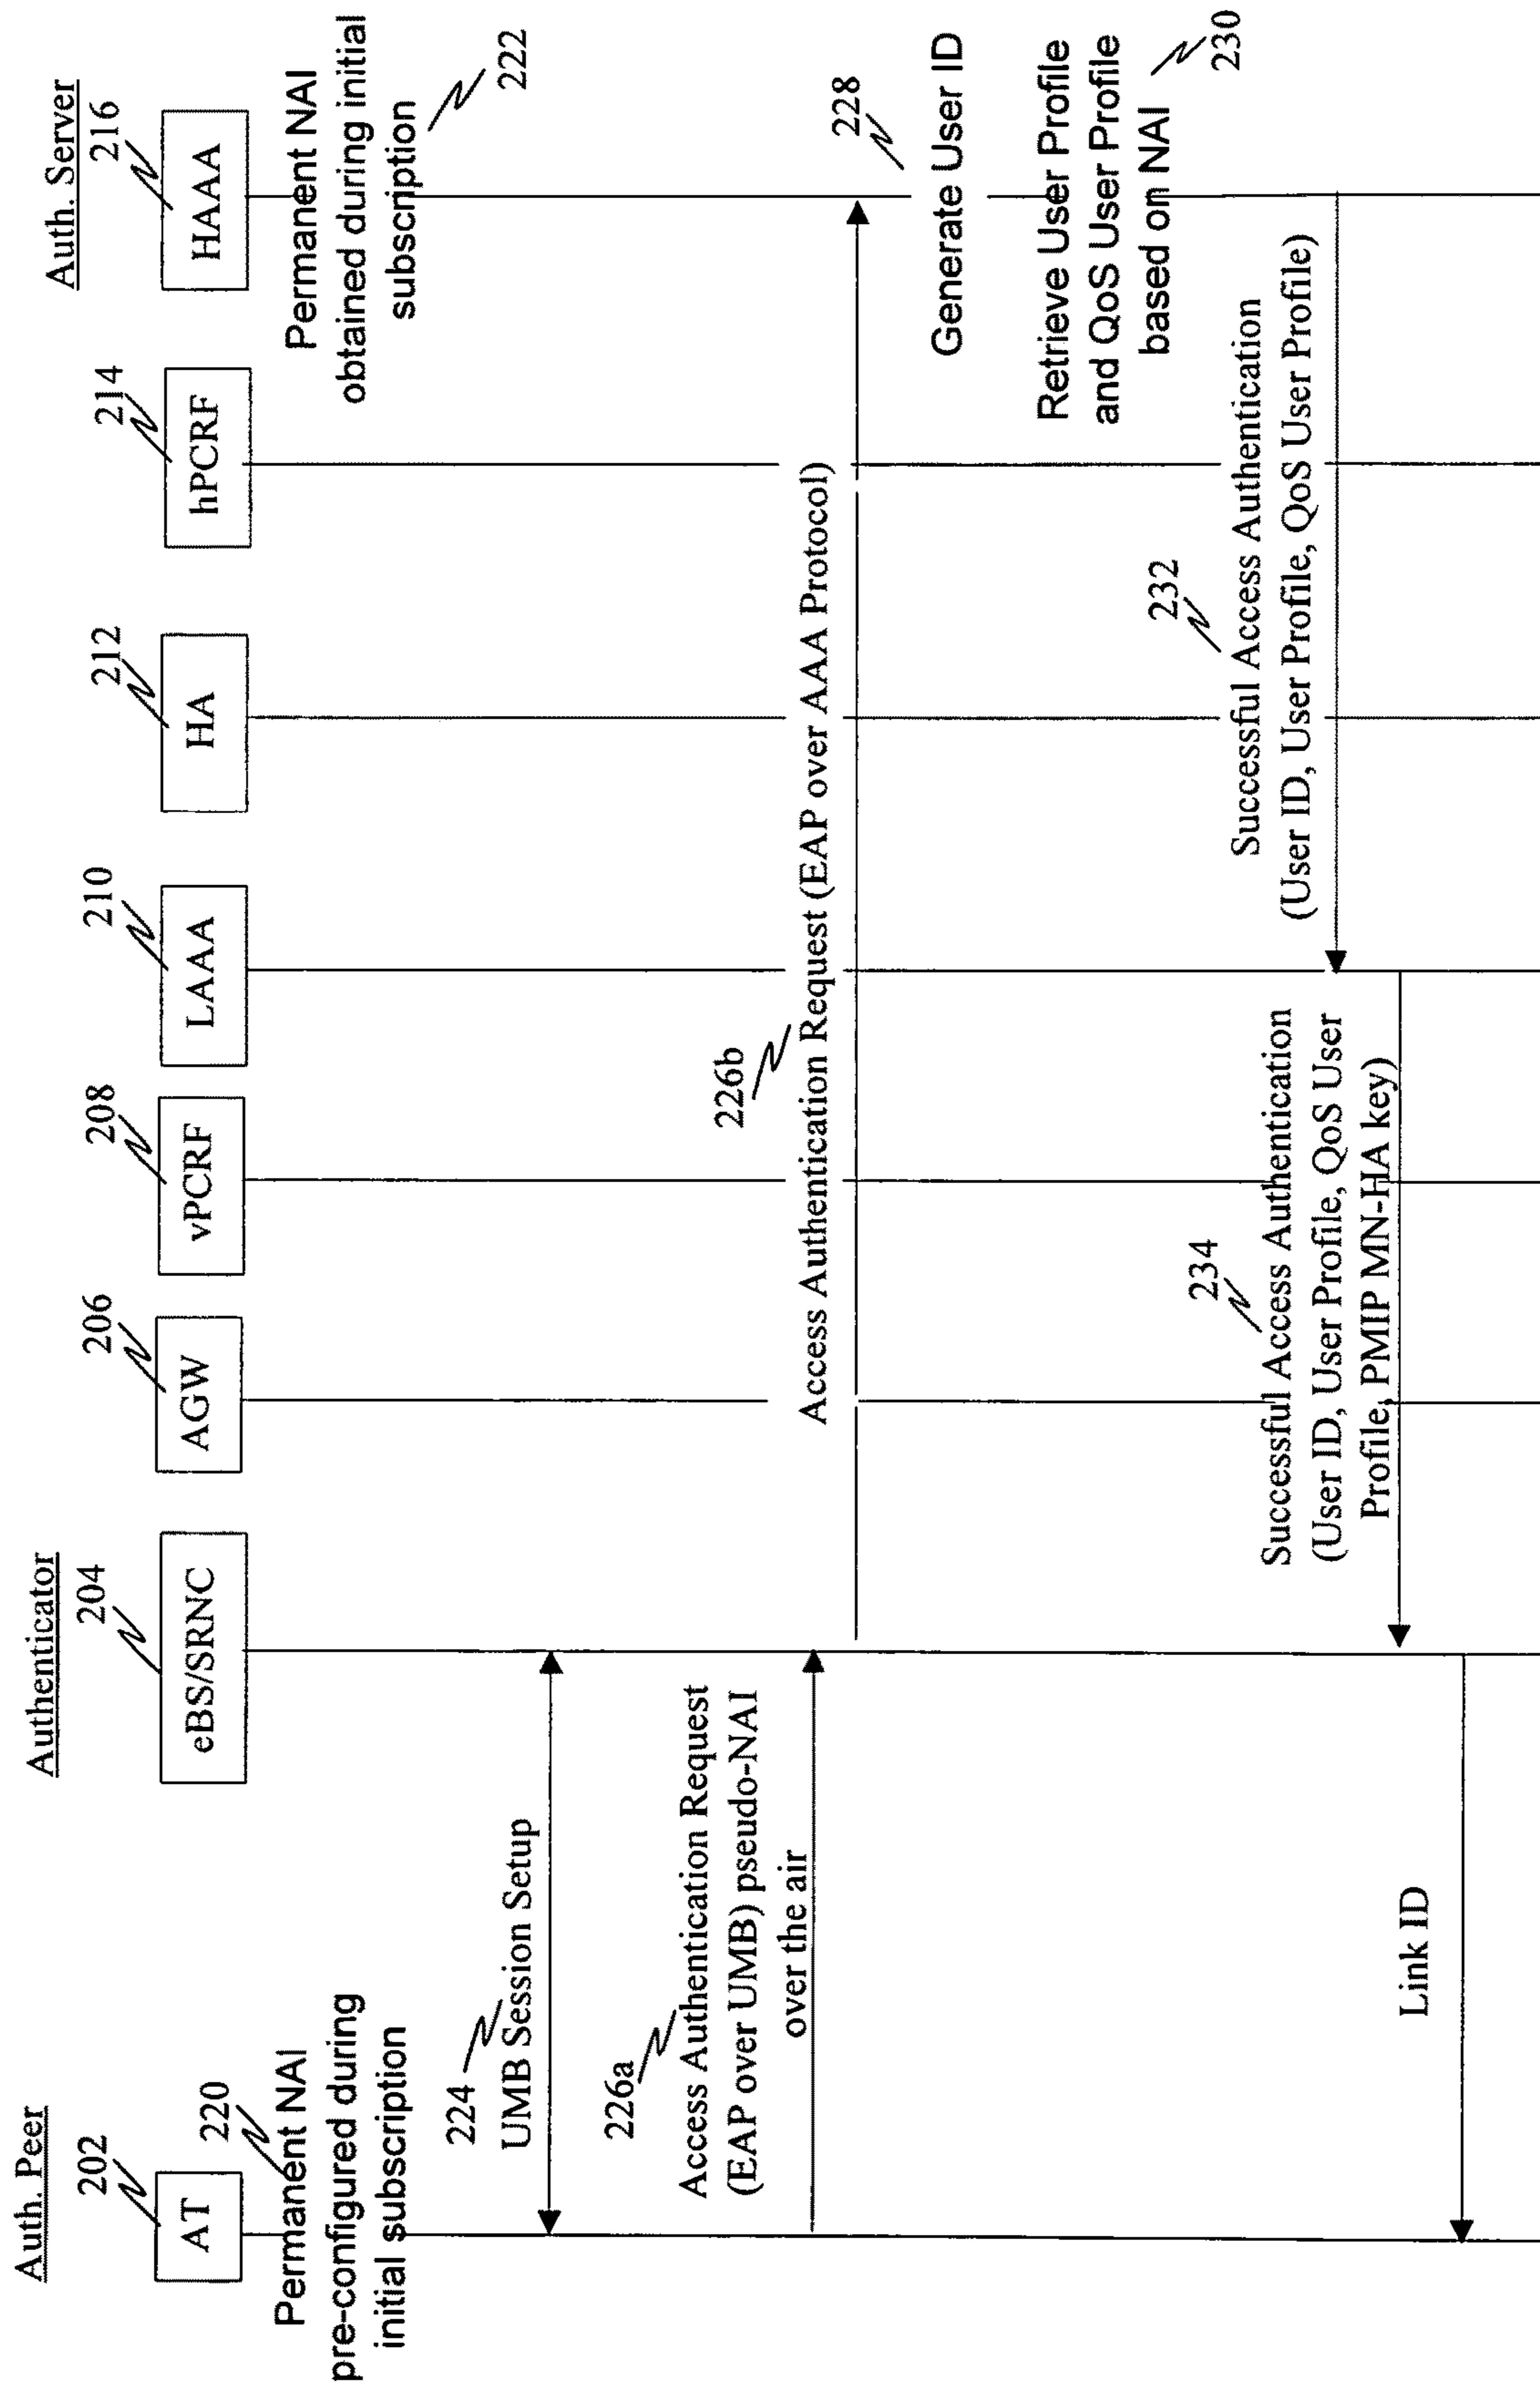 Auth. Peer
Authenticator
Auth. Server
202
204
206
208
210
212
214
216
AT
eBS/SRNC
AGW
vPCRF
LAAA
HA
hPCRF
HAAA
220
Permanent NAI
pre-configured during
initial subscription
Permanent NAI
obtained during initial
subscription
222
224
UMB Session Setup
226a
Access Authentication Request
(EAP over UMB) pseudo-NAI
over the air
226b
Access Authentication Request (EAP over AAA Protocol)
228
Generate User ID
Retrieve User Profile
and QoS User Profile
based on NAI
230
232
Successful Access Authentication
(User ID, User Profile, QoS User Profile)
234
Successful Access Authentication
(User ID, User Profile, QoS User
Profile, PMIP MN-HA key)
Link ID